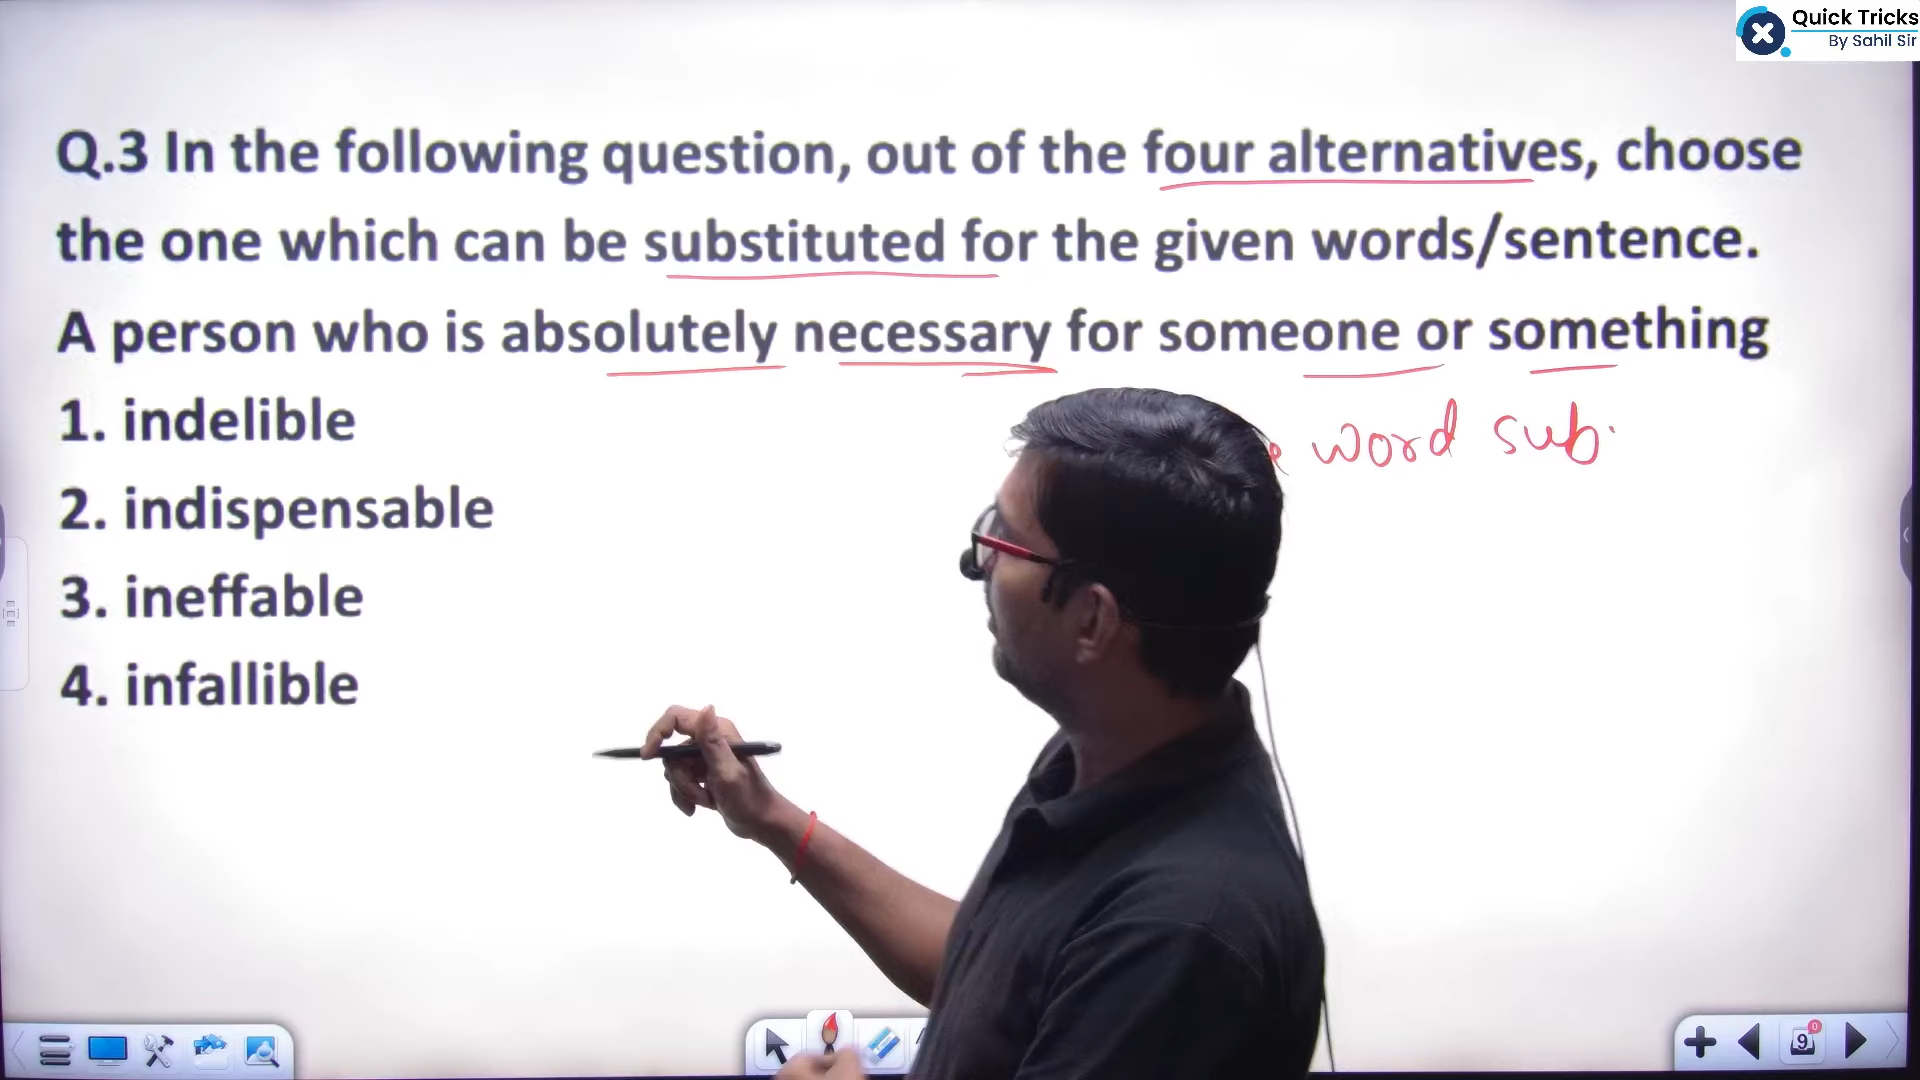 Quick Tricks
By Sahil Sir
Q.3 In the following question, out of the four alternatives, choose
the one which can be substituted for the given words/sentence.
A person who is absolutely necessary for someone or something
1. indelible
word sub.
2. indispensable
3. ineffable
4. infallible
9
0